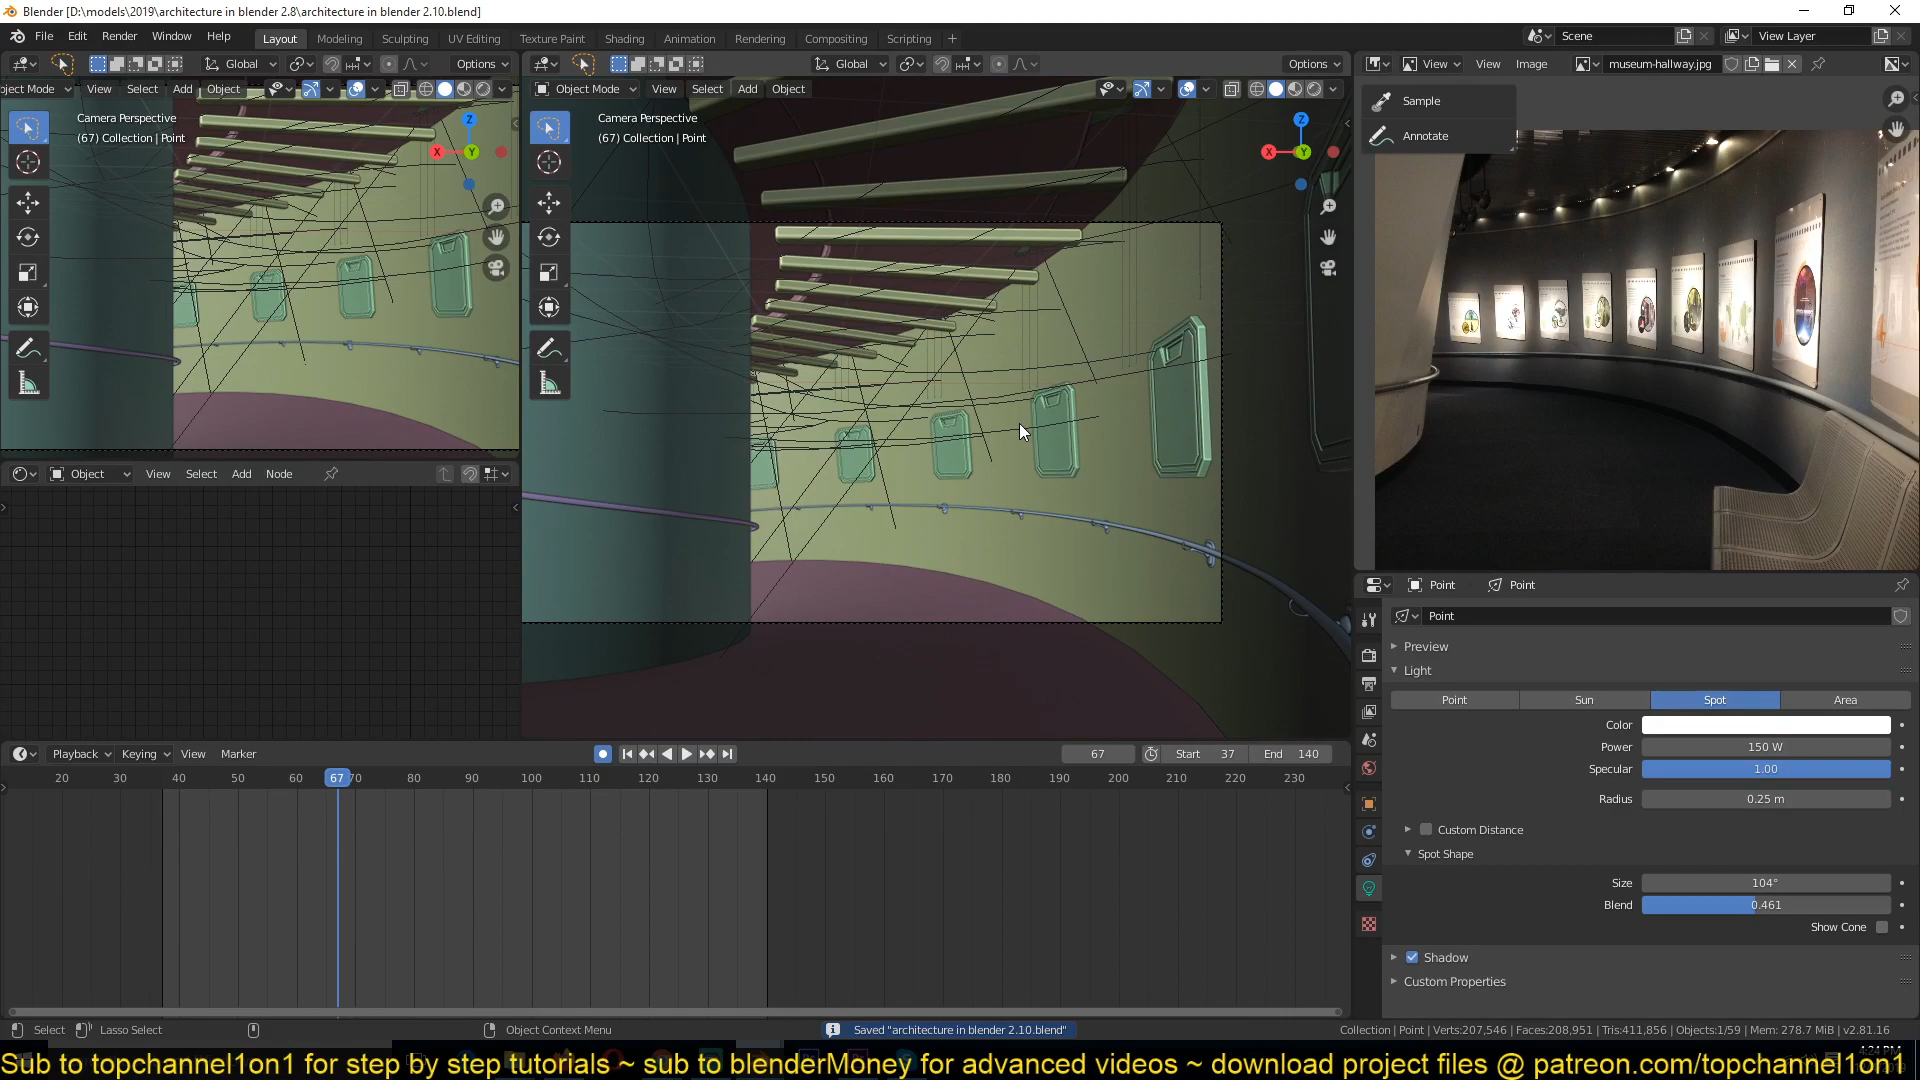 Blender [D:\models\2019\architecture in blender 2.8\architecture in blender 2.10.blend]
File Edit Render Window Help Layout Modeling Sculpting UV Editing Texture Paint Shading Animation Rendering Compositing Scripting + Scene View Layer
Global Options Global Options View View Image museum-hallway.jpg
oject Mode View Select Add Object Object Mode View Select Add Object
Sample
Annotate
Camera Perspective
(67) Collection | Point
Z
X
Y
Camera Perspective
(67) Collection | Point
Z
X
Y
Object View Select Add Node
Point Point
Point
Preview
Light
Point Sun Spot Area
Color
Power 150 W
Specular 1.00
Radius 0.25 m
Custom Distance
Spot Shape
Size 104°
Blend 0.461
Show Cone
Shadow
Custom Properties
Playback Keying View Marker 67 Start 37 End 140
20 30 40 50 60 67 70 80 90 100 110 120 130 140 150 160 170 180 190 200 210 220 230
Select Lasso Select Object Context Menu Saved "architecture in blender 2.10.blend" Collection | Point | Verts:207,546 | Faces:208,951 | Tris:411,856 | Objects:1/59 | Mem: 278.7 MiB | v2.81.16
Sub to topchannel1on1 for step by step tutorials ~ sub to blenderMoney for advanced videos ~ download project files @ patreon.com/topchannel1on1
4:24 PM